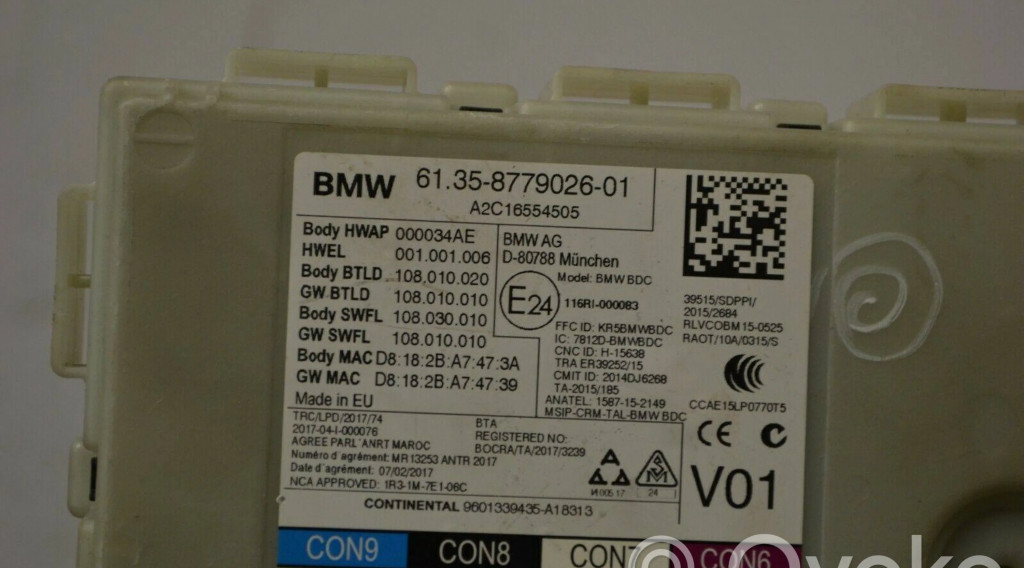 BMW 61.35-8779026-01
A2C16554505
Body HWAP 000034AE
HWEL 001.001.006
Body BTLD 108.010.020
GW BTLD 108.010.010
Body SWFL 108.030.010
GW SWFL 108.010.010
Body MAC D8:18:2B:A7:47:3A
GW MAC D8:18:2B:A7:47:39
Made in EU
BMW AG
D-80788 München
Model: BMW BDC
E24 116RI-000083
FFC ID: KR5BMWBDC
IC: 7812D-BMWBDC
CNC ID: H-15638
TRA ER39252/15
CMIT ID: 2014DJ6268
TA-2015/185
ANATEL: 1587-15-2149
MSIP-CRM-TAL-BMW BDC
39515/SDPPI/
2015/2684
RLVCOBM15-0525
RAOT/10A/0315/S
CCAE15LP0770T5
CE
TRC/LPD/2017/74
2017-04-I-000076
AGREE PARL'ANRT MAROC
Numéro d'agrément: MR13253 ANTR 2017
Date d'agrément: 07/02/2017
NCA APPROVED: 1R3-1M-7E1-06C
BTA
REGISTERED NO:
BOCRA/TA/2017/3239
24
V01
CONTINENTAL 9601339435-A18313
CON9 CON8 CON7 CON6
© Ovoko